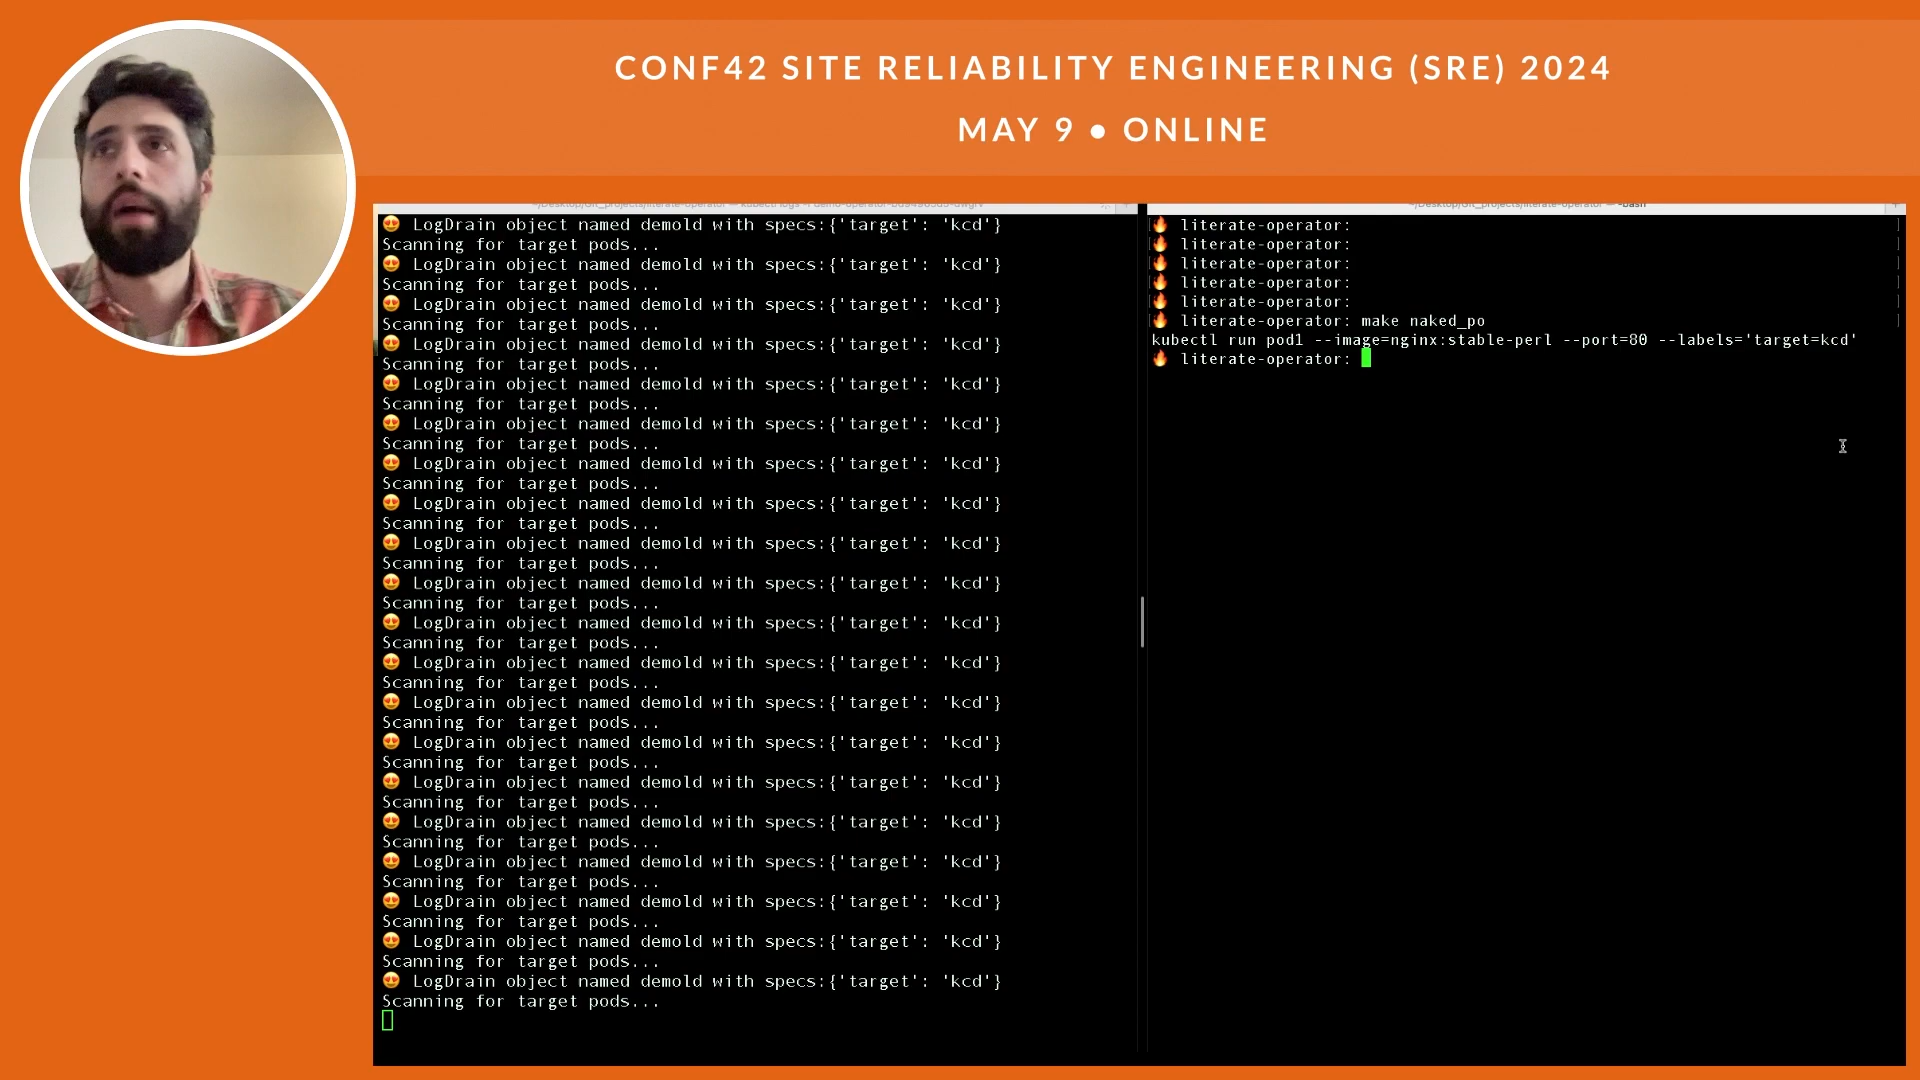 CONF42 SITE RELIABILITY ENGINEERING (SRE) 2024
MAY 9 • ONLINE
😍 LogDrain object named demold with specs:{'target': 'kcd'}
Scanning for target pods...
😍 LogDrain object named demold with specs:{'target': 'kcd'}
Scanning for target pods...
😍 LogDrain object named demold with specs:{'target': 'kcd'}
Scanning for target pods...
😍 LogDrain object named demold with specs:{'target': 'kcd'}
Scanning for target pods...
😍 LogDrain object named demold with specs:{'target': 'kcd'}
Scanning for target pods...
😍 LogDrain object named demold with specs:{'target': 'kcd'}
Scanning for target pods...
😍 LogDrain object named demold with specs:{'target': 'kcd'}
Scanning for target pods...
😍 LogDrain object named demold with specs:{'target': 'kcd'}
Scanning for target pods...
😍 LogDrain object named demold with specs:{'target': 'kcd'}
Scanning for target pods...
😍 LogDrain object named demold with specs:{'target': 'kcd'}
Scanning for target pods...
😍 LogDrain object named demold with specs:{'target': 'kcd'}
Scanning for target pods...
😍 LogDrain object named demold with specs:{'target': 'kcd'}
Scanning for target pods...
😍 LogDrain object named demold with specs:{'target': 'kcd'}
Scanning for target pods...
😍 LogDrain object named demold with specs:{'target': 'kcd'}
Scanning for target pods...
😍 LogDrain object named demold with specs:{'target': 'kcd'}
Scanning for target pods...
😍 LogDrain object named demold with specs:{'target': 'kcd'}
Scanning for target pods...
😍 LogDrain object named demold with specs:{'target': 'kcd'}
Scanning for target pods...
😍 LogDrain object named demold with specs:{'target': 'kcd'}
Scanning for target pods...
😍 LogDrain object named demold with specs:{'target': 'kcd'}
Scanning for target pods...
😍 LogDrain object named demold with specs:{'target': 'kcd'}
Scanning for target pods...
🔥 literate-operator:
🔥 literate-operator:
🔥 literate-operator:
🔥 literate-operator:
🔥 literate-operator:
🔥 literate-operator: make naked_po
kubectl run pod1 --image=nginx:stable-perl --port=80 --labels='target=kcd'
🔥 literate-operator: